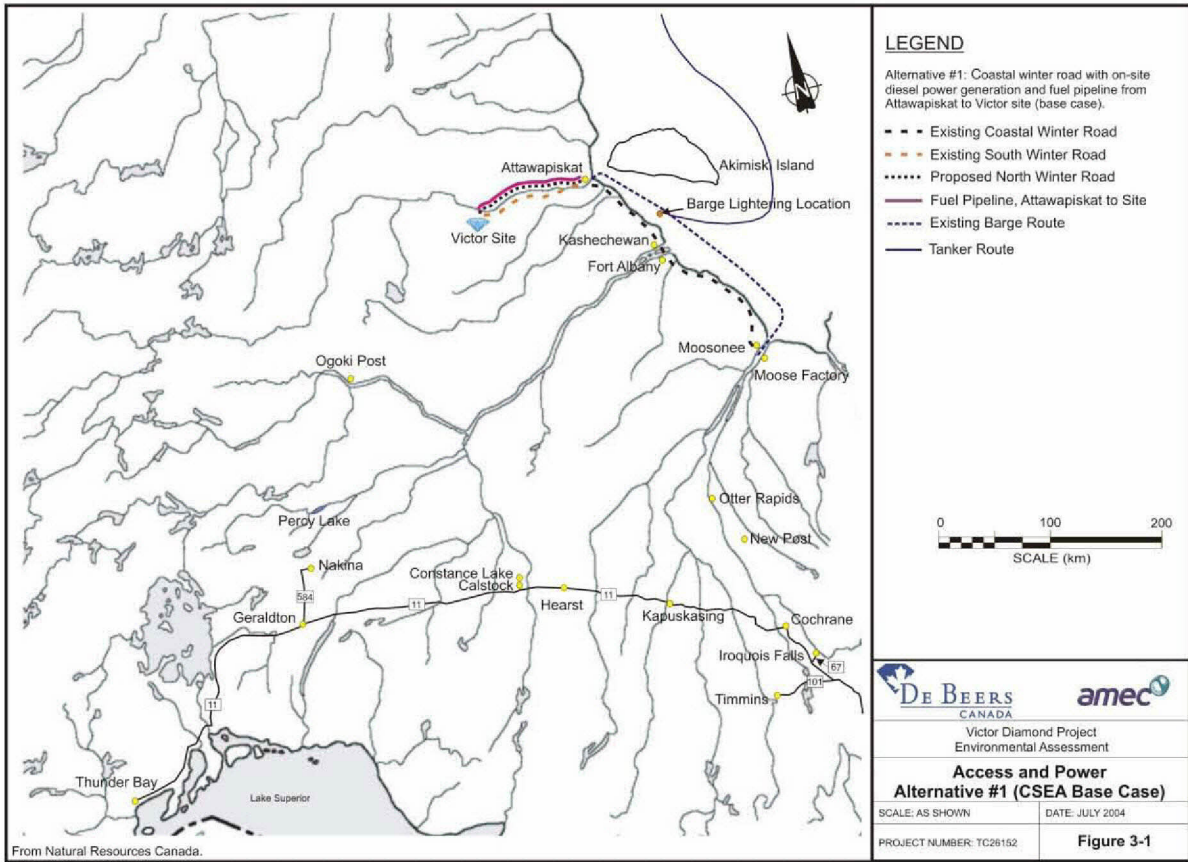 Attawapiskat
Akimiski Island
Barge Lightering Location
Victor Site
Kashechewan
Fort Albany
Moosonee
Moose Factory
Ogoki Post
Otter Rapids
New Post
Percy Lake
Nakina
Constance Lake
Calstock
584
11
11
Hearst
Kapuskasing
Geraldton
Cochrane
Iroquois Falls
67
101
Timmins
11
Thunder Bay
Lake Superior
From Natural Resources Canada.
N
LEGEND
Alternative #1: Coastal winter road with on-site
diesel power generation and fuel pipeline from
Attawapiskat to Victor site (base case).
Existing Coastal Winter Road
Existing South Winter Road
Proposed North Winter Road
Fuel Pipeline, Attawapiskat to Site
Existing Barge Route
Tanker Route
0 100 200
SCALE (km)
DE BEERS
CANADA
amec
Victor Diamond Project
Environmental Assessment
Access and Power
Alternative #1 (CSEA Base Case)
SCALE: AS SHOWN DATE: JULY 2004
PROJECT NUMBER: TC26152 Figure 3-1